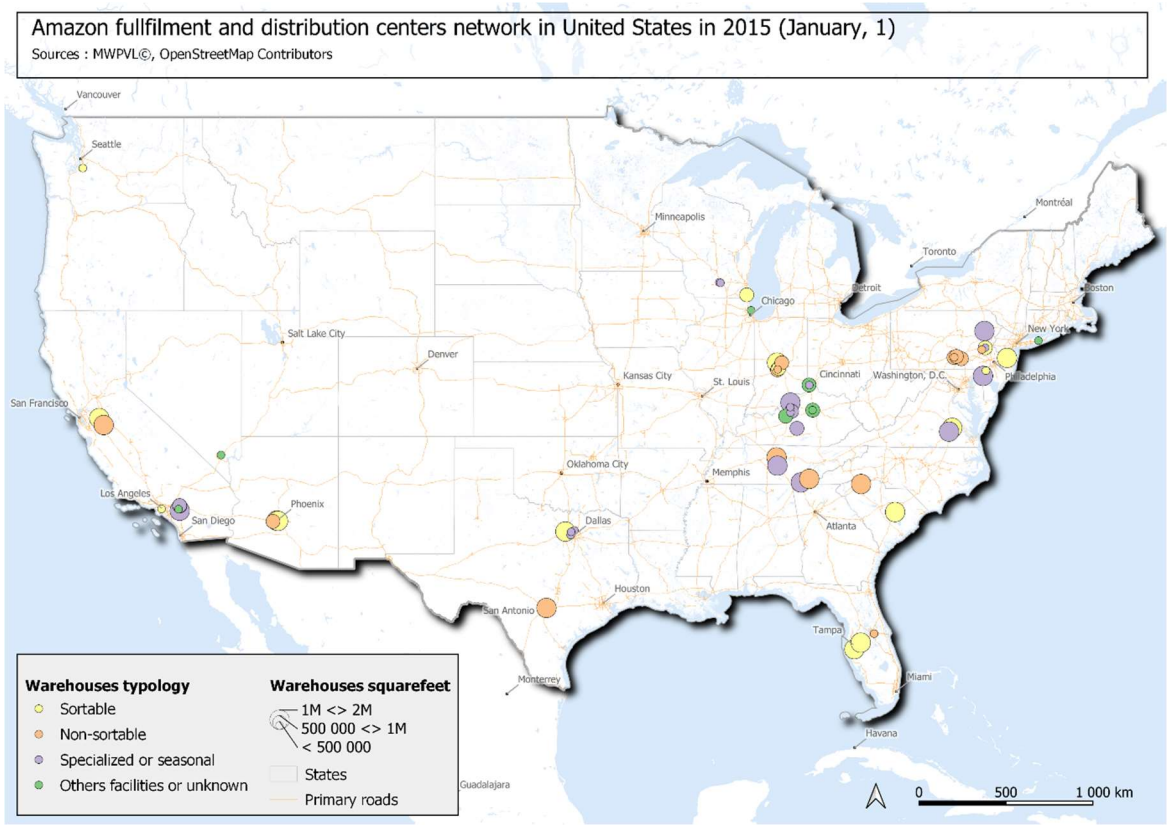 Amazon fullfilment and distribution centers network in United States in 2015 (January, 1)
Sources : MWPVL©, OpenStreetMap Contributors
Vancouver
Seattle
Montréal
Minneapolis
Toronto
Detroit
Boston
Chicago
New York
Salt Lake City
Denver
Cincinnati
Washington, D.C.
Philadelphia
Kansas City
St. Louis
San Francisco
Oklahoma City
Memphis
Los Angeles
Phoenix
San Diego
Dallas
Atlanta
Houston
San Antonio
Tampa
Monterrey
Miami
Havana
Guadalajara
Warehouses typology
Sortable
Non-sortable
Specialized or seasonal
Others facilities or unknown
Warehouses squarefeet
1M <> 2M
500 000 <> 1M
< 500 000
States
Primary roads
0 500 1 000 km